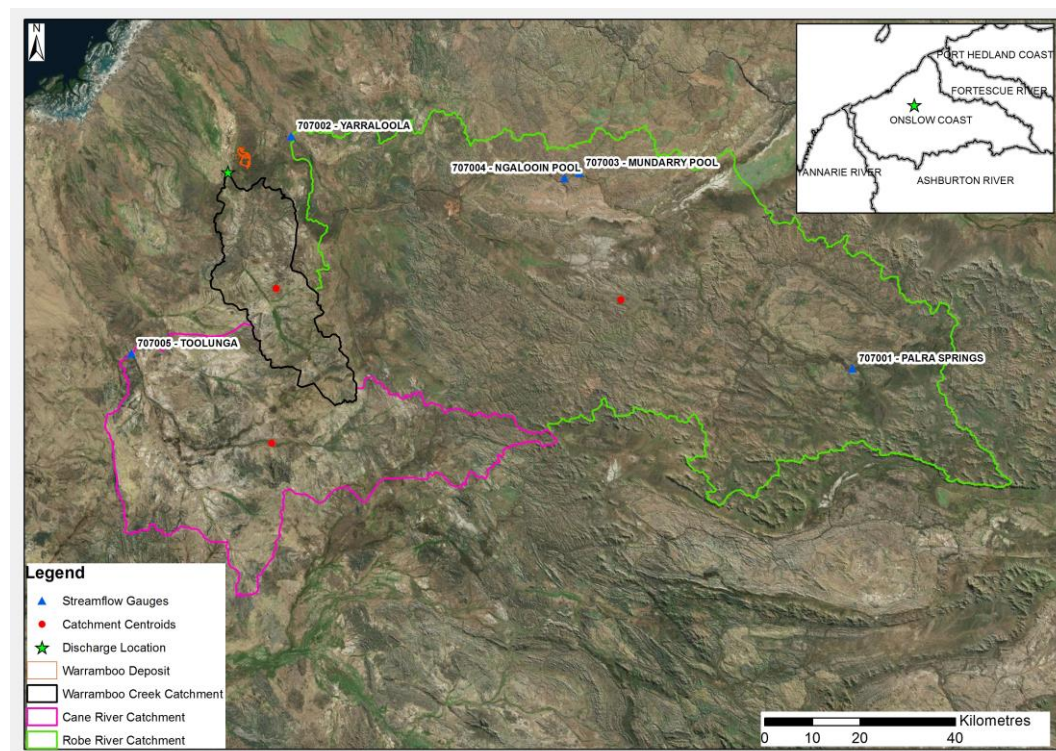 N
PORT HEDLAND COAST
FORTESCUE RIVER
ONSLOW COAST
YANNARIE RIVER
ASHBURTON RIVER
707002 - YARRALOOLA
707004 - NGALOOIN POOL
707003 - MUNDARRY POOL
707005 - TOOLUNGA
707001 - PALRA SPRINGS
Legend
Streamflow Gauges
Catchment Centroids
Discharge Location
Warramboo Deposit
Warramboo Creek Catchment
Cane River Catchment
Robe River Catchment
Kilometres
0 10 20 40